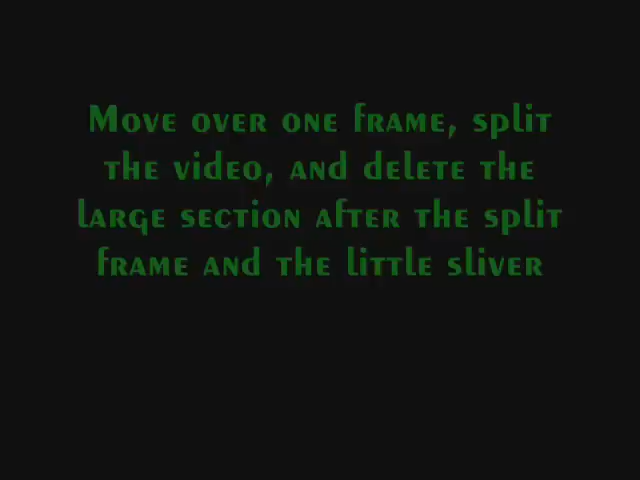 Move over one frame, split
the video, and delete the
large section after the split
frame and the little sliver